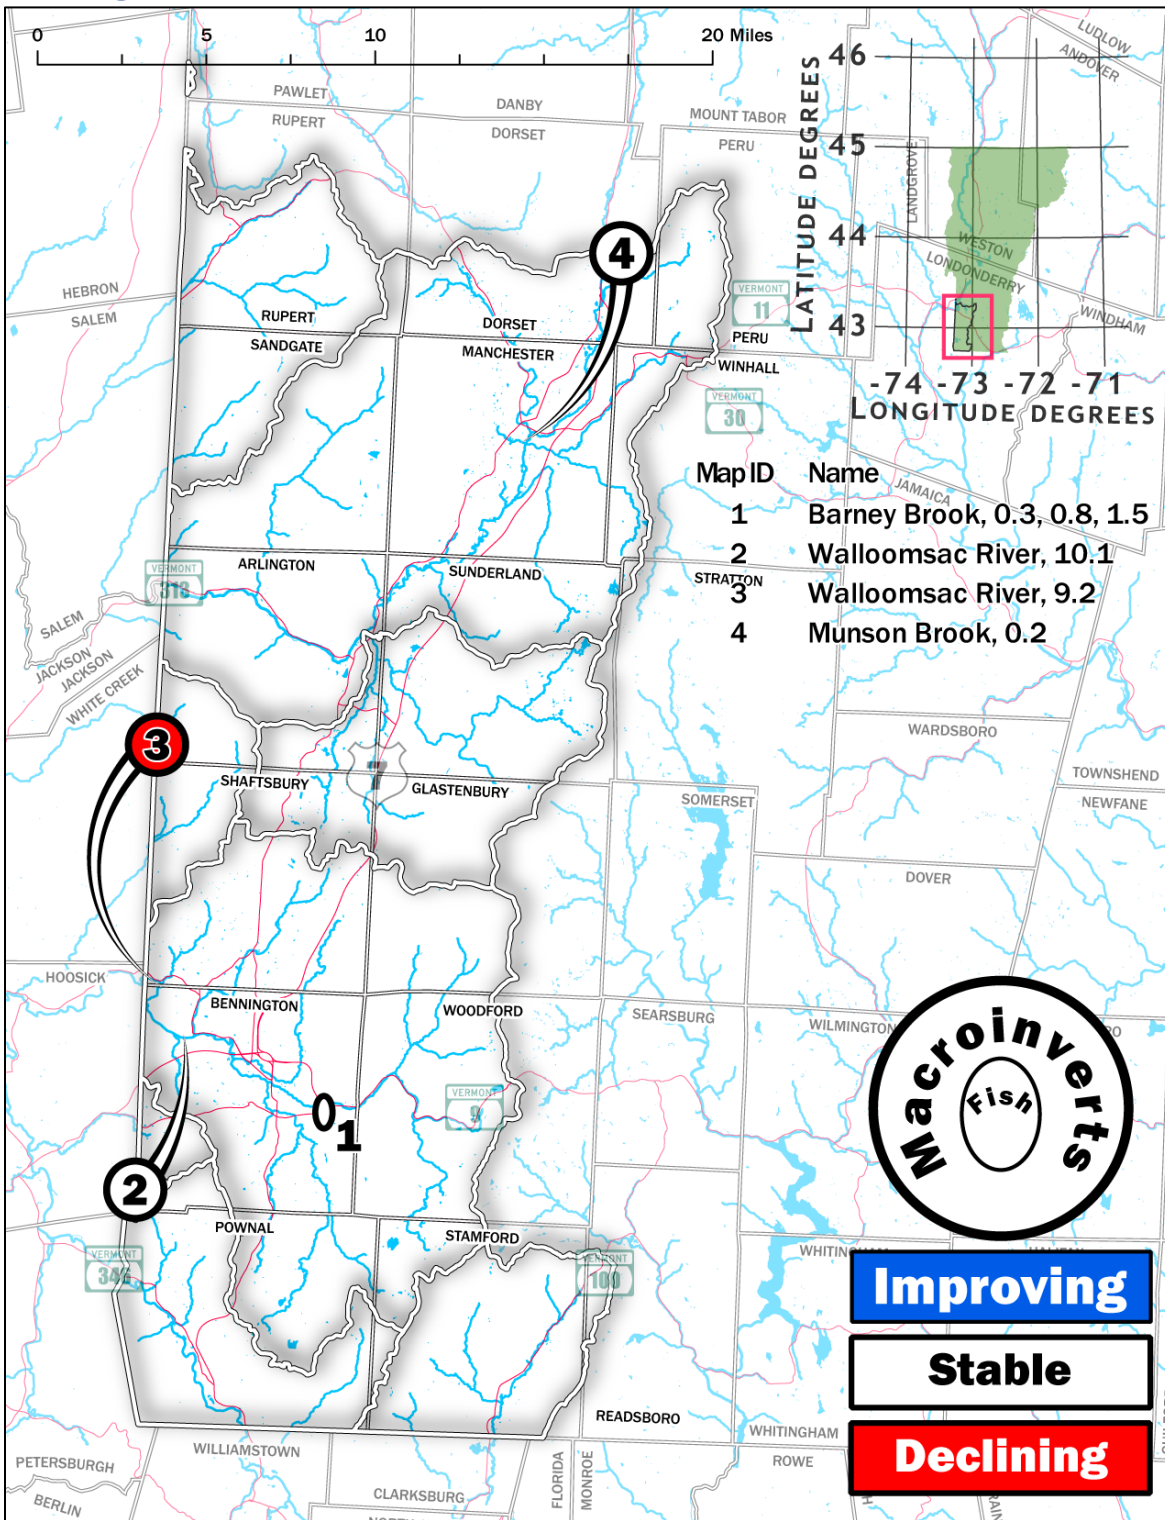 0 5 10 20 Miles
LUDLOW
ANDOVER
PAWLET
DANBY
RUPERT
DORSET
MOUNT TABOR
PERU
LANDGROVE
WESTON
LONDONDERRY
WINDHAM
46
45
44
43
LATITUDE DEGREES
-74 -73 -72 -71
LONGITUDE DEGREES
4
HEBRON
SALEM
RUPERT
SANDGATE
DORSET
MANCHESTER
VERMONT
11
PERU
WINHALL
VERMONT
30
Map ID Name
1 Barney Brook, 0.3, 0.8, 1.5
2 Walloomsac River, 10.1
3 Walloomsac River, 9.2
4 Munson Brook, 0.2
JAMAICA
STRATTON
ARLINGTON
SUNDERLAND
VERMONT
313
SALEM
JACKSON
JACKSON
WHITE CREEK
WARDSBORO
3
SHAFTSBURY
7
GLASTENBURY
SOMERSET
TOWNSHEND
NEWFANE
DOVER
HOOSICK
BENNINGTON
WOODFORD
SEARSBURG
WILMINGTON
VERMONT
9
1
2
Macroinverts
Fish
POWNAL
STAMFORD
VERMONT
346
VERMONT
100
WHITINGHAM
HALIFAX
Improving
Stable
Declining
READSBORO
WHITINGHAM
ROWE
WILLIAMSTOWN
PETERSBURGH
BERLIN
CLARKSBURG
FLORIDA
MONROE